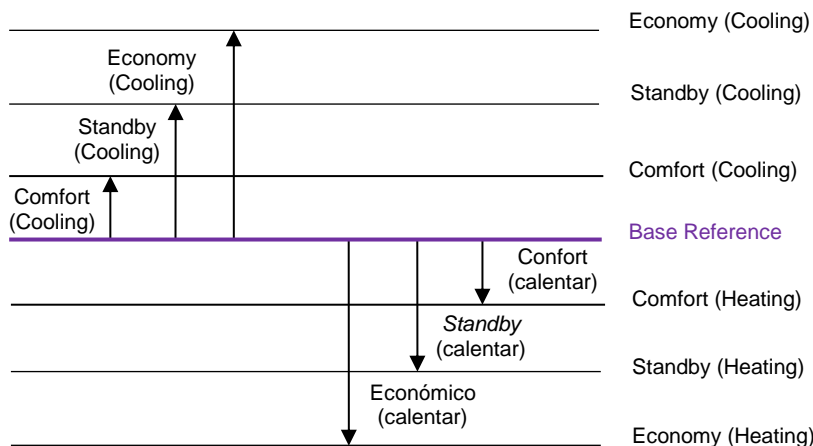 Economy (Cooling)
Economy
(Cooling)
Standby (Cooling)
Standby
(Cooling)
Comfort (Cooling)
Comfort
(Cooling)
Base Reference
Confort
(calentar)
Comfort (Heating)
Standby
(calentar)
Standby (Heating)
Económico
(calentar)
Economy (Heating)